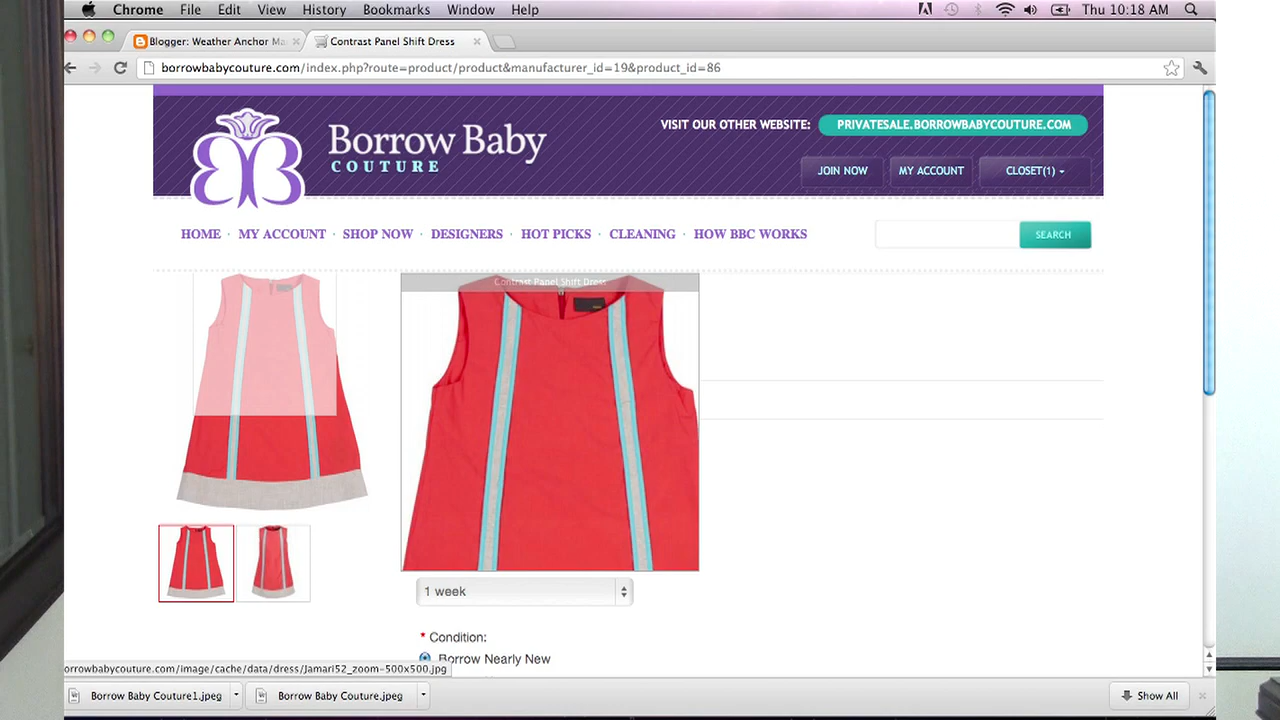 Chrome File Edit View History Bookmarks Window Help Thu 10:18 AM
Blogger: Weather Anchor Ma Contrast Panel Shift Dress
borrowbabycouture.com/index.php?route=product/product&manufacturer_id=19&product_id=86
VISIT OUR OTHER WEBSITE: PRIVATESALE.BORROWBABYCOUTURE.COM
Borrow Baby
COUTURE
JOIN NOW MY ACCOUNT CLOSET(1)
HOME · MY ACCOUNT · SHOP NOW · DESIGNERS · HOT PICKS · CLEANING · HOW BBC WORKS SEARCH
Contrast Panel Shift Dress
1 week
* Condition:
Borrow Nearly New
orrowbabycouture.com/image/cache/data/dress/Jamari52_zoom-500x500.jpg
Borrow Baby Couture1.jpeg Borrow Baby Couture.jpeg Show All